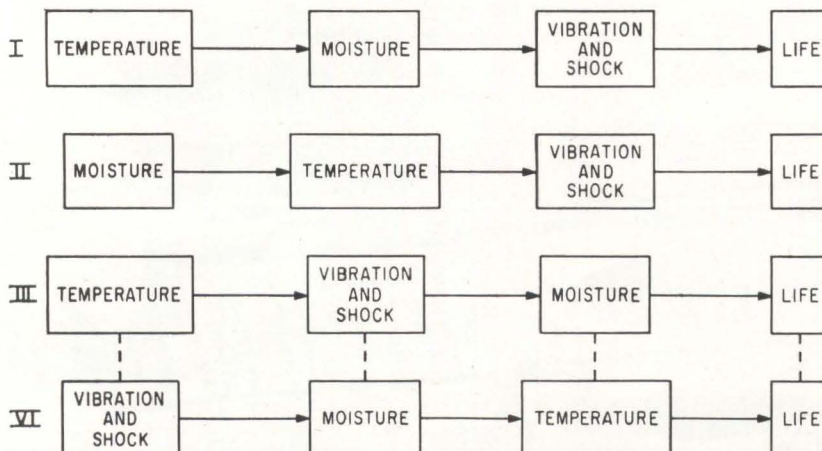 I
TEMPERATURE
MOISTURE
VIBRATION
AND
SHOCK
LIFE
II
MOISTURE
TEMPERATURE
VIBRATION
AND
SHOCK
LIFE
III
TEMPERATURE
VIBRATION
AND
SHOCK
MOISTURE
LIFE
VI
VIBRATION
AND
SHOCK
MOISTURE
TEMPERATURE
LIFE